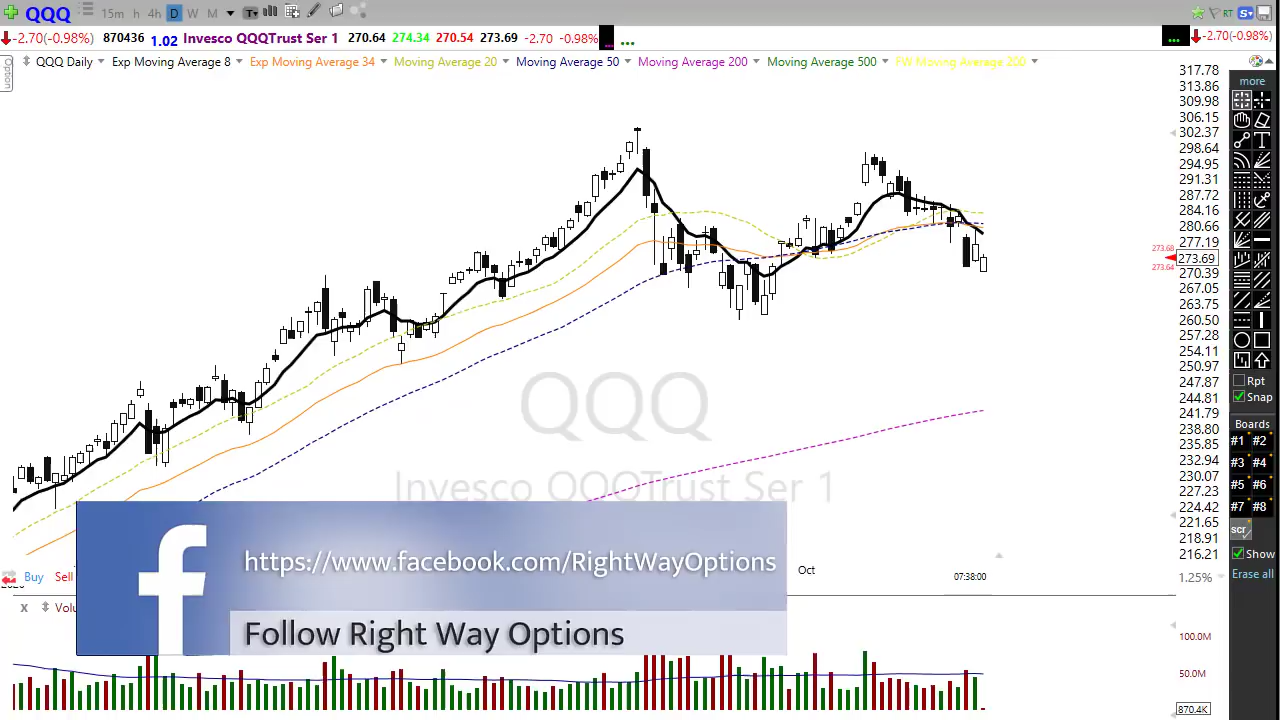 QQQ
15m h 4h D W M
RT
-2.70(-0.98%) 870436 1.02 Invesco QQQTrust Ser 1 270.64 274.34 270.54 273.69 -2.70 -0.98% ... ... -2.70(-0.98%)
Option
QQQ Daily Exp Moving Average 8 Exp Moving Average 34 Moving Average 20 Moving Average 50 Moving Average 200 Moving Average 500 FW Moving Average 200
317.78
313.86
309.98
306.15
302.37
298.64
294.95
291.31
287.72
284.16
280.66
277.19
273.68
273.69
273.64
270.39
267.05
263.75
260.50
257.28
254.11
250.97
247.87
244.81
241.79
238.80
235.85
232.94
230.07
227.23
224.42
221.65
218.91
216.21
1.25%
more
Rpt
Snap
Boards
#1 #2
#3 #4
#5 #6
#7 #8
scr
Show
Erase all
QQQ
Invesco QQQTrust Ser 1
Buy Sell
Oct
07:38:00
https://www.facebook.com/RightWayOptions
Follow Right Way Options
X
100.0M
50.0M
870.4K